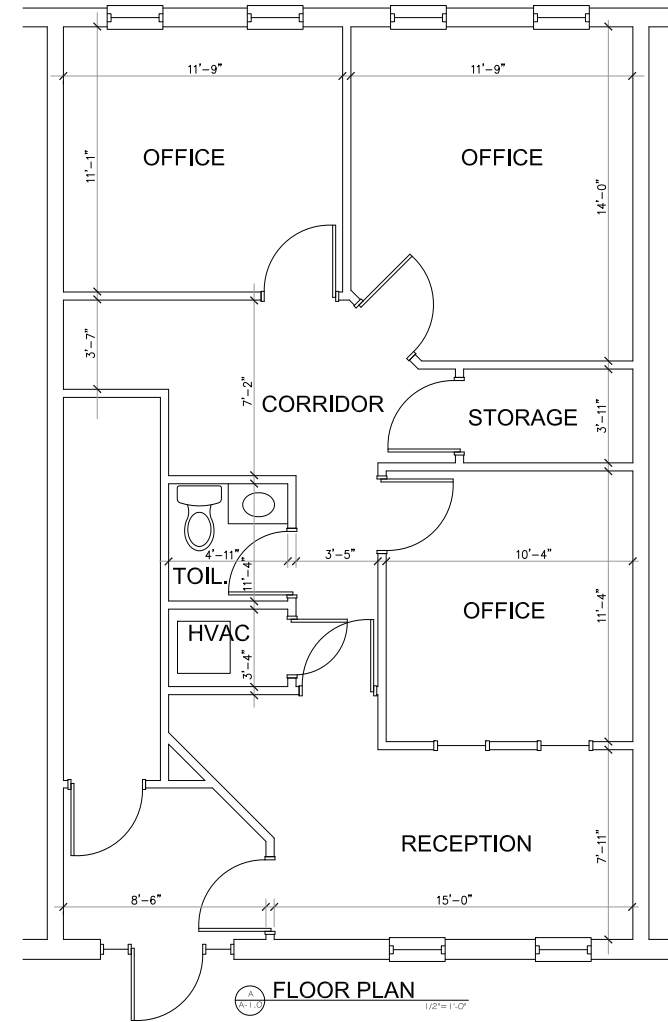 11'-9"
11'-9"
OFFICE
OFFICE
11'-1"
14'-0"
3'-7"
7'-2"
CORRIDOR
STORAGE
3'-11"
4'-11"
3'-5"
10'-4"
TOIL.
11'-4"
OFFICE
11'-4"
HVAC
3'-4"
RECEPTION
7'-11"
8'-6"
15'-0"
A
A-1.0
FLOOR PLAN
1/2"=1'-0"